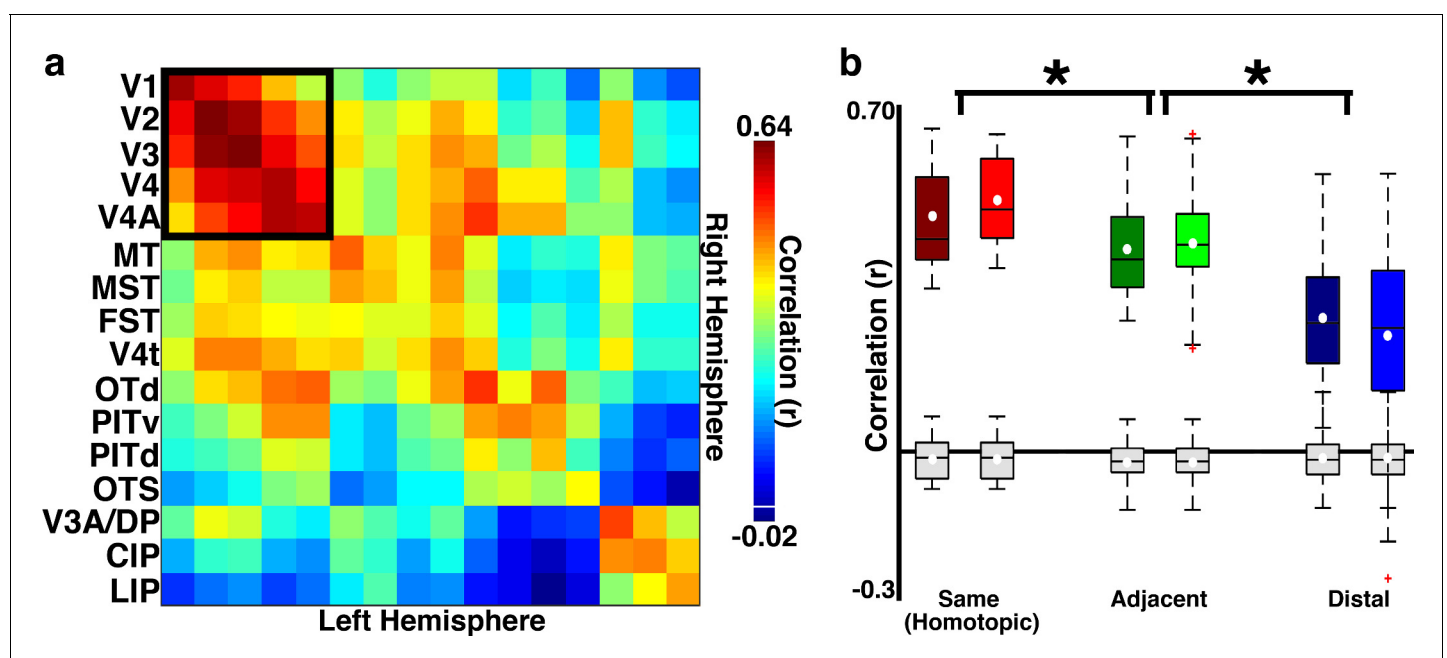 a
V1
V2
V3
V4
V4A
MT
MST
FST
V4t
OTd
PITv
PITd
OTS
V3A/DP
CIP
LIP
Left Hemisphere
Right Hemisphere
0.64
-0.02
Correlation (r)
b
* *
0.70
-0.3
Correlation (r)
Same
(Homotopic)
Adjacent
Distal